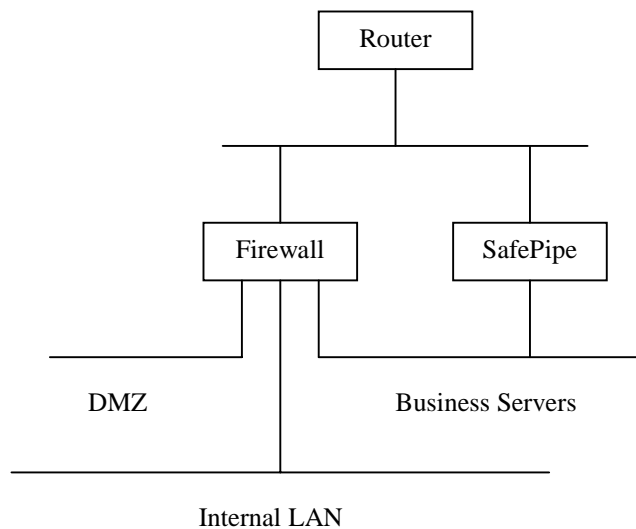 Router
Firewall
SafePipe
DMZ
Business Servers
Internal LAN